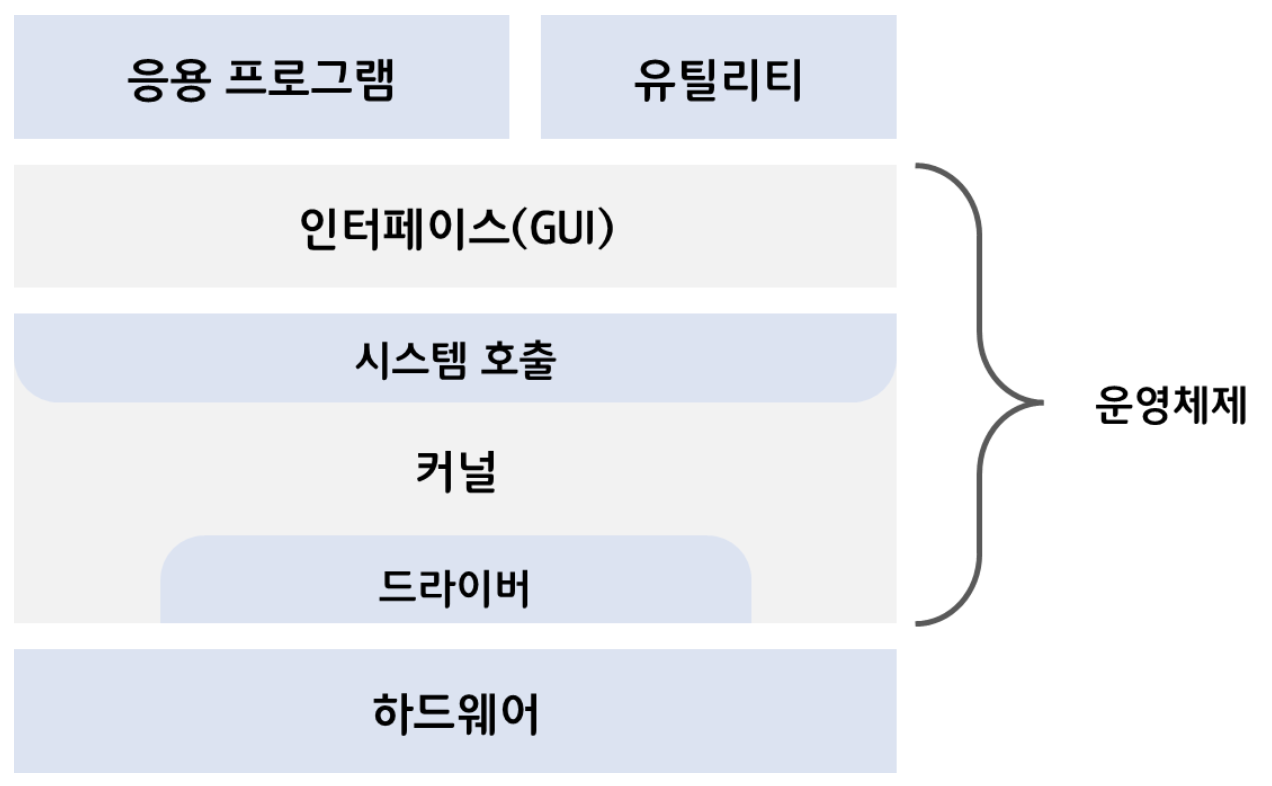 응용 프로그램
유틸리티
인터페이스(GUI)
시스템 호출
커널
드라이버
하드웨어
운영체제